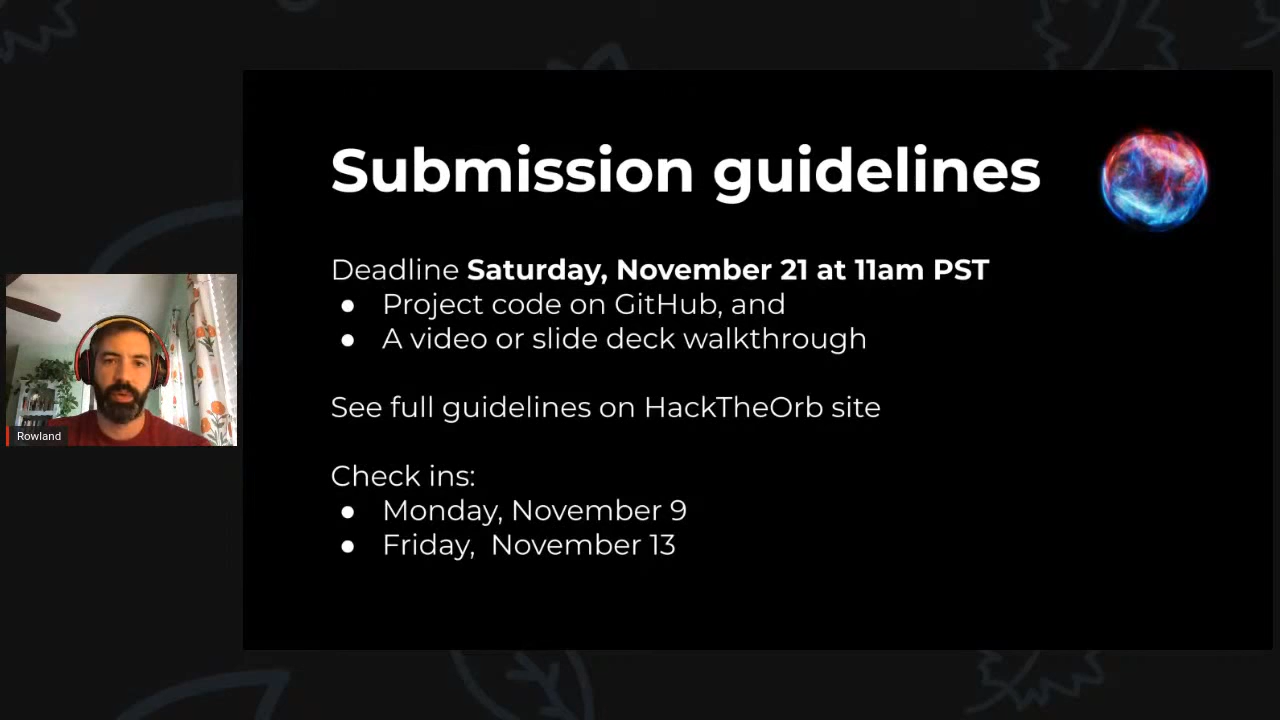 Submission guidelines
Deadline Saturday, November 21 at 11am PST
● Project code on GitHub, and
● A video or slide deck walkthrough
See full guidelines on HackTheOrb site
Check ins:
● Monday, November 9
● Friday,  November 13
Rowland